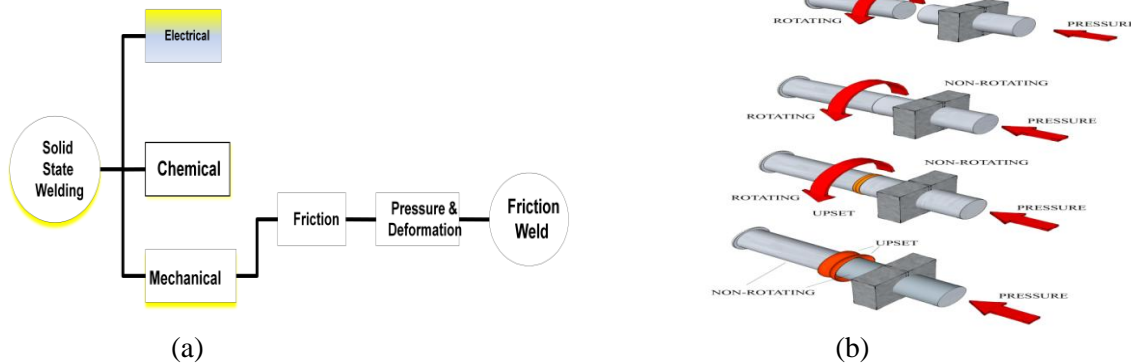 Electrical
Solid
State
Welding
Chemical
Mechanical
Friction
Pressure &
Deformation
Friction
Weld
(a)
ROTATING
PRESSURE
NON-ROTATING
ROTATING
PRESSURE
NON-ROTATING
ROTATING
UPSET
PRESSURE
UPSET
NON-ROTATING
PRESSURE
(b)